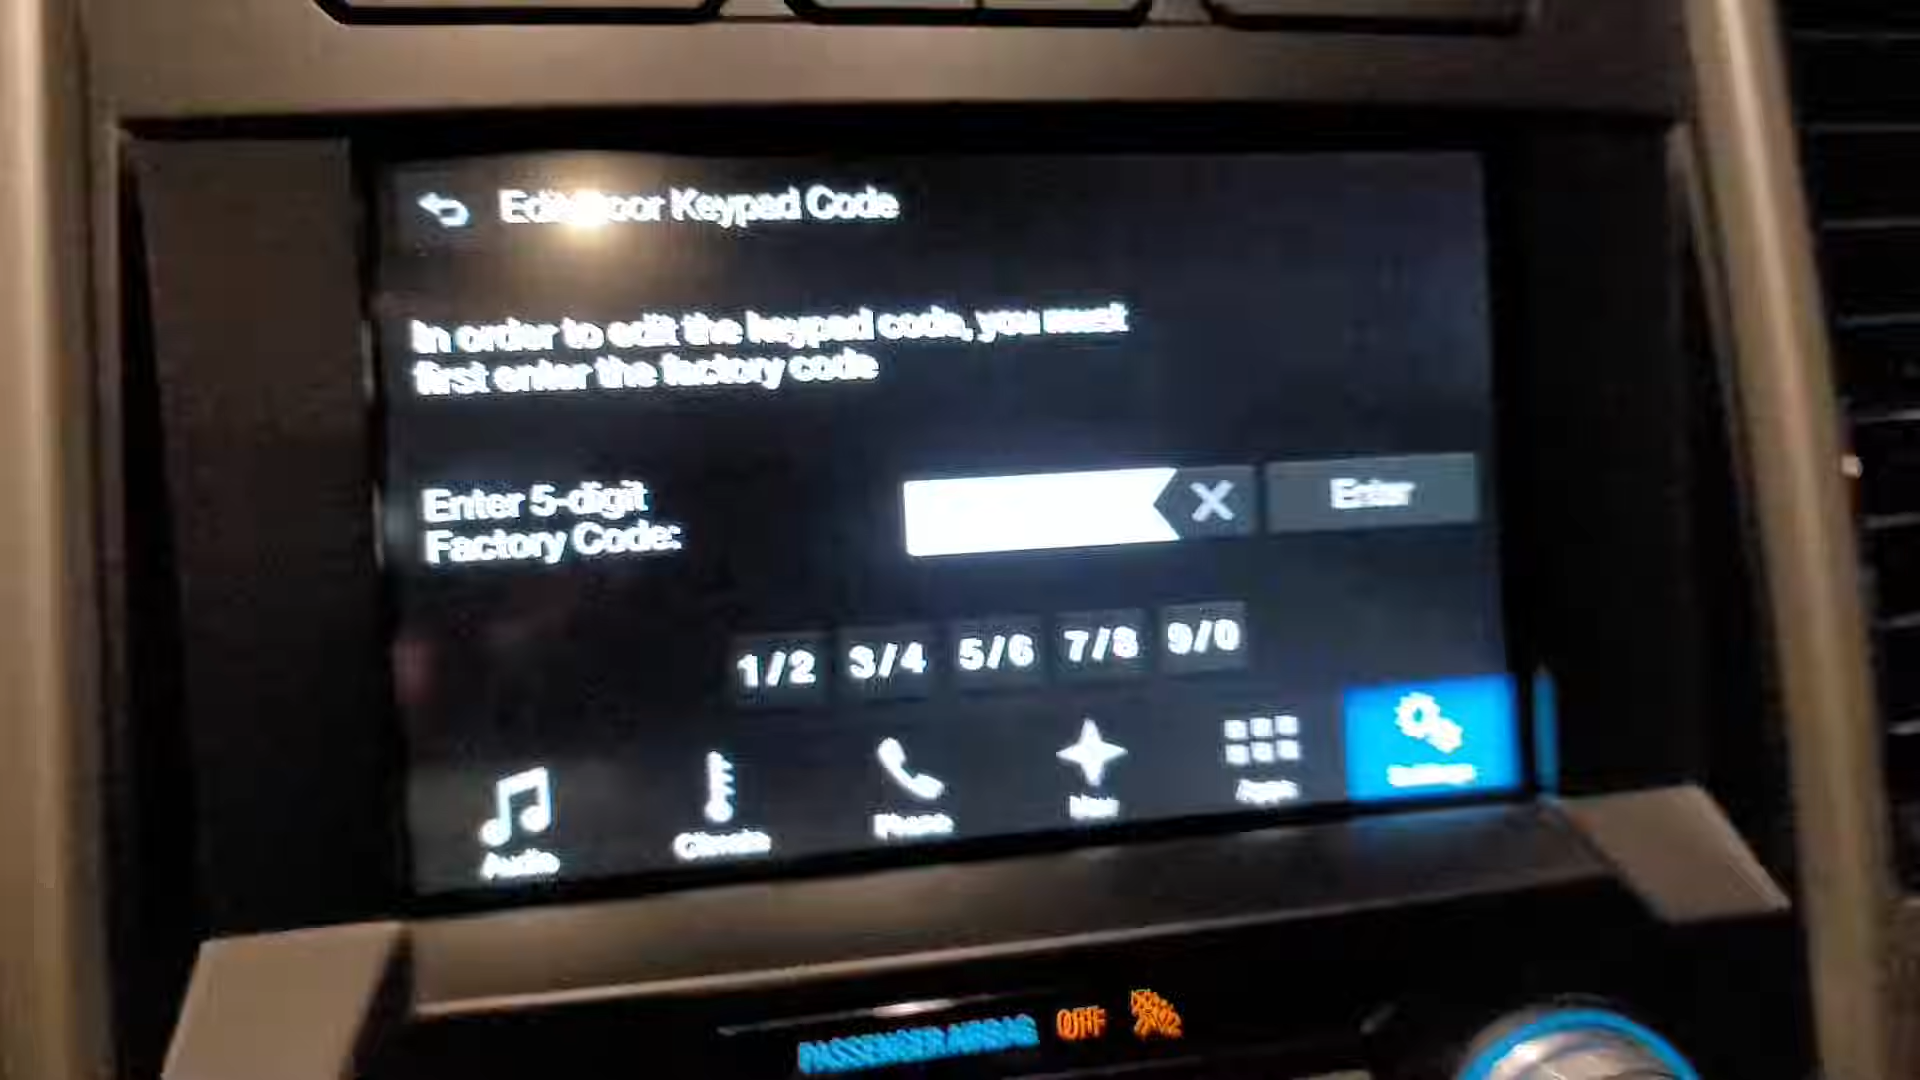 Edit Door Keypad Code
In order to edit the keypad code, you must
first enter the factory code
Enter 5-digit
Factory Code:
X
Enter
1/2 3/4 5/6 7/8 9/0
Audio
Climate
Phone
Nav
Apps
Settings
PASSENGER AIRBAG OFF